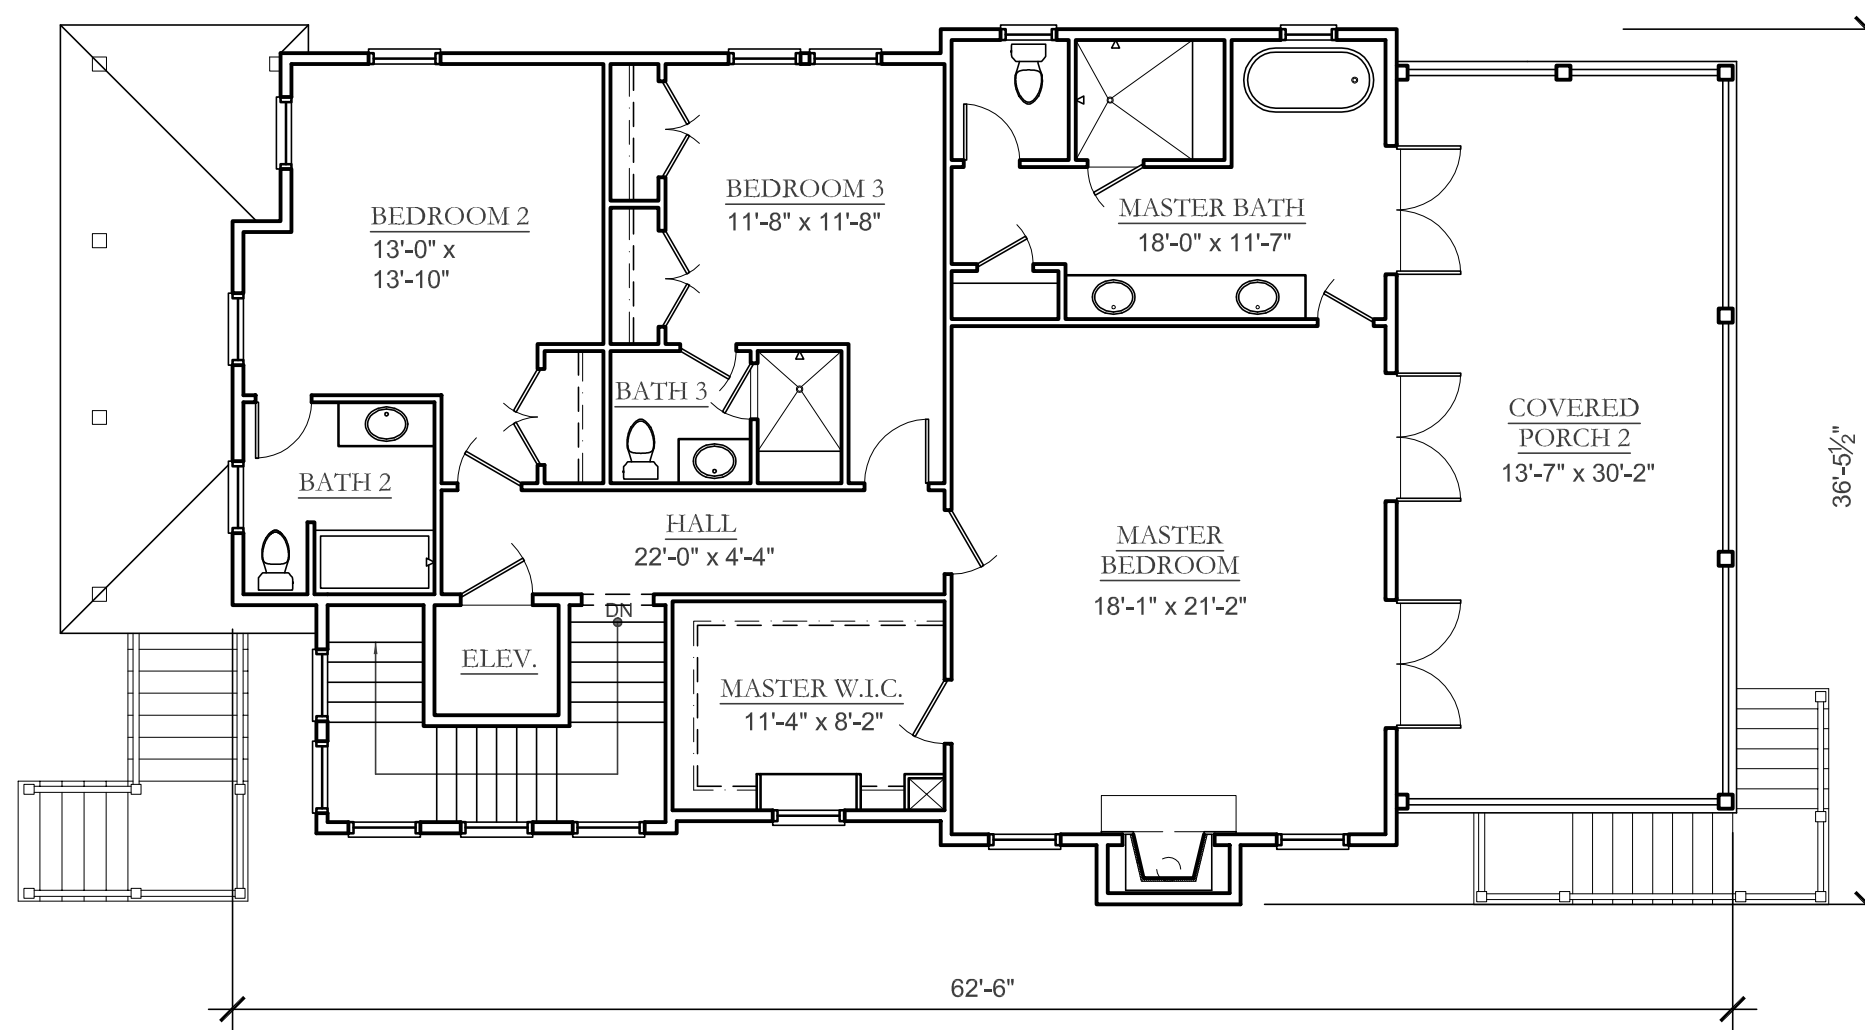 BEDROOM 2
13'-0" x
13'-10"
BEDROOM 3
11'-8" x 11'-8"
MASTER BATH
18'-0" x 11'-7"
BATH 3
COVERED
PORCH 2
13'-7" x 30'-2"
36'-5½"
BATH 2
HALL
22'-0" x 4'-4"
MASTER
BEDROOM
18'-1" x 21'-2"
DN
ELEV.
MASTER W.I.C.
11'-4" x 8'-2"
62'-6"